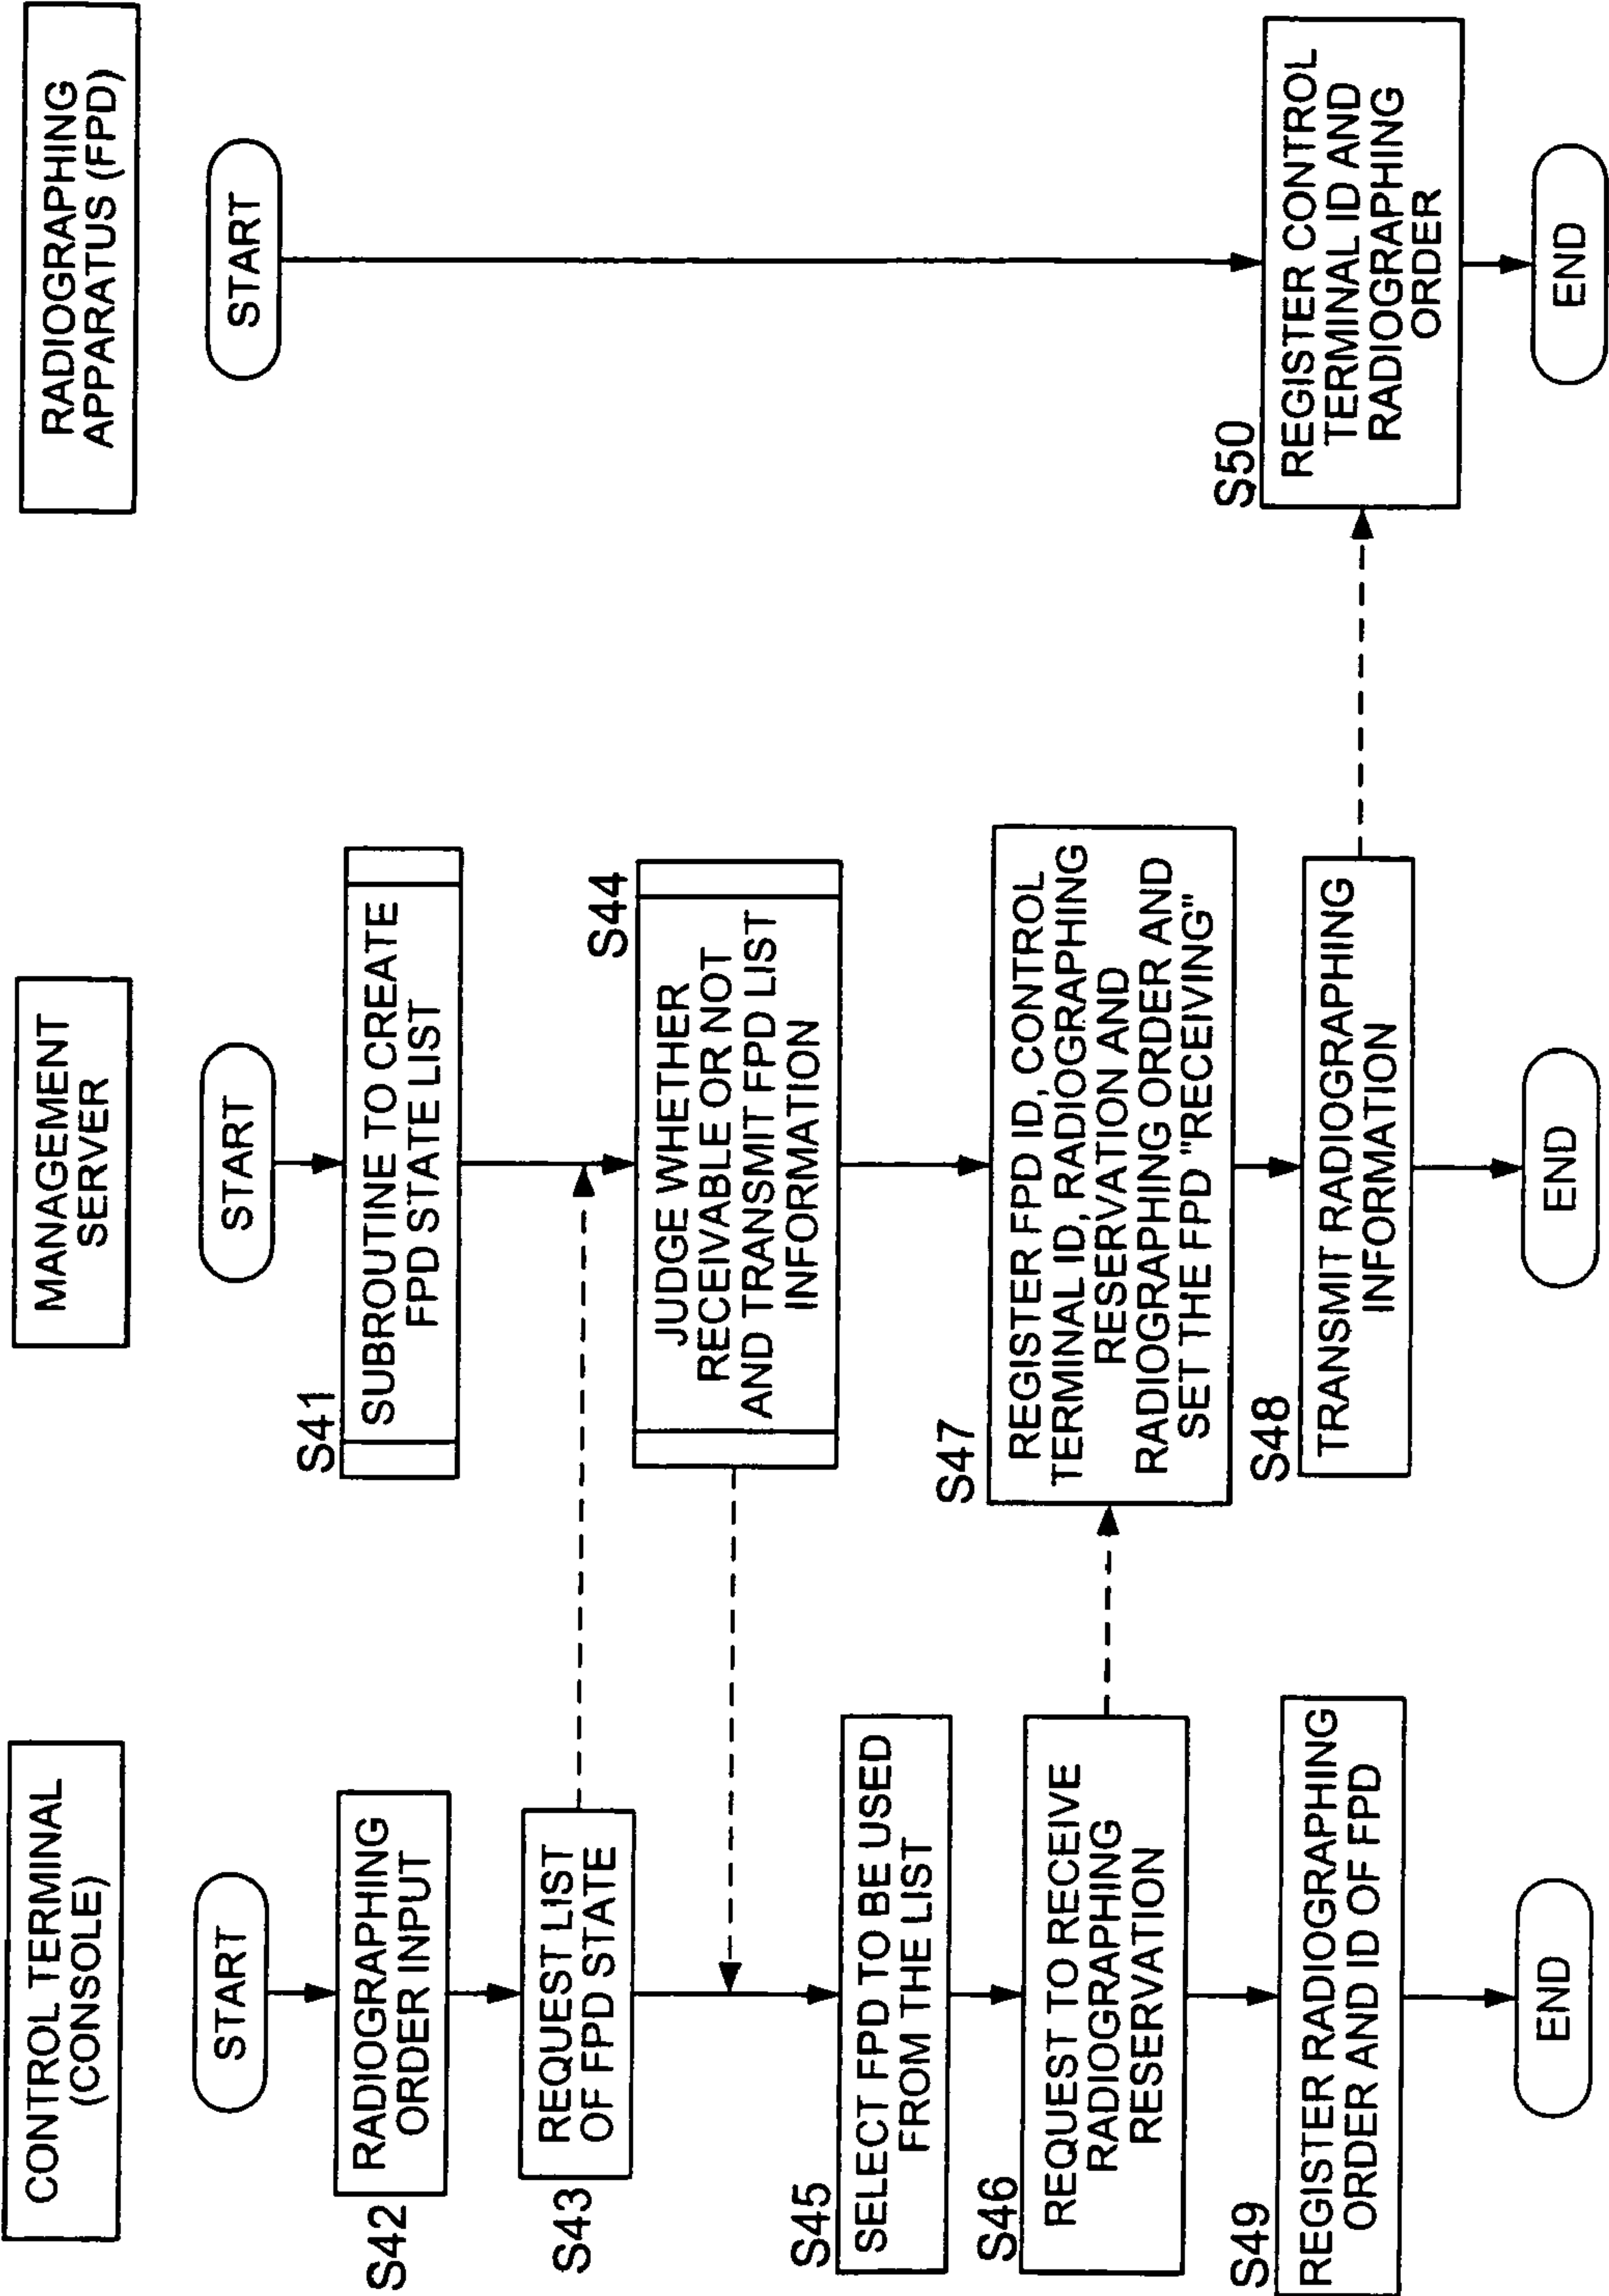 CONTROL TERMINAL
(CONSOLE)
START
S42
RADIOGRAPHING
ORDER INPUT
S43
REQUEST LIST
OF FPD STATE
S45
SELECT FPD TO BE USED
FROM THE LIST
S46
REQUEST TO RECEIVE
RADIOGRAPHING
RESERVATION
S49
REGISTER RADIOGRAPHING
ORDER AND ID OF FPD
END
MANAGEMENT
SERVER
START
S41
SUBROUTINE TO CREATE
FPD STATE LIST
S44
JUDGE WHETHER
RECEIVABLE OR NOT
AND TRANSMIT FPD LIST
INFORMATION
S47
REGISTER FPD ID, CONTROL
TERMINAL ID, RADIOGRAPHING
RESERVATION AND
RADIOGRAPHING ORDER AND
SET THE FPD "RECEIVING"
S48
TRANSMIT RADIOGRAPHING
INFORMATION
END
RADIOGRAPHING
APPARATUS (FPD)
START
S50
REGISTER CONTROL
TERMINAL ID AND
RADIOGRAPHING
ORDER
END